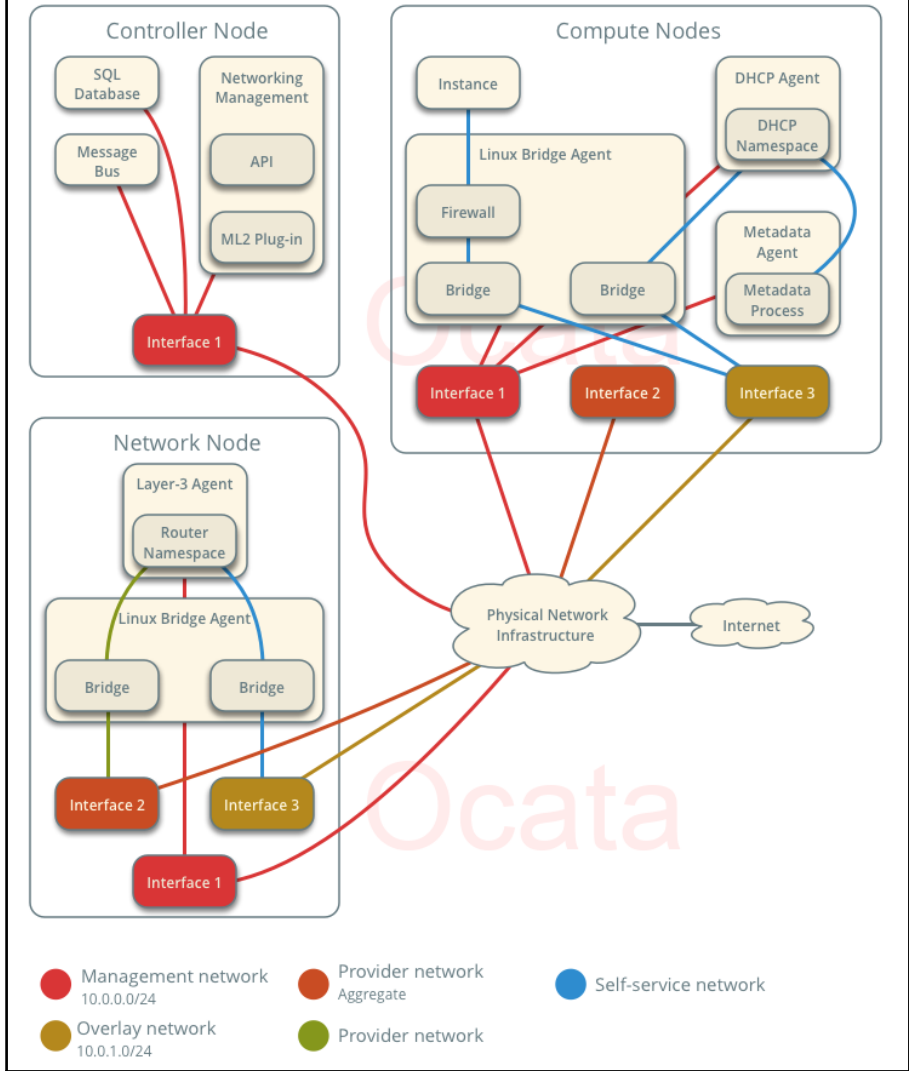 Controller Node
SQL
Database
Networking
Management
Message
Bus
API
ML2 Plug-in
Interface 1
Compute Nodes
Instance
DHCP Agent
DHCP
Namespace
Linux Bridge Agent
Firewall
Metadata
Agent
Bridge
Bridge
Metadata
Process
Ocata
Interface 1
Interface 2
Interface 3
Network Node
Layer-3 Agent
Router
Namespace
Linux Bridge Agent
Bridge
Bridge
Interface 2
Interface 3
Interface 1
Physical Network
Infrastructure
Internet
Ocata
Management network
10.0.0.0/24
Provider network
Aggregate
Self-service network
Overlay network
10.0.1.0/24
Provider network